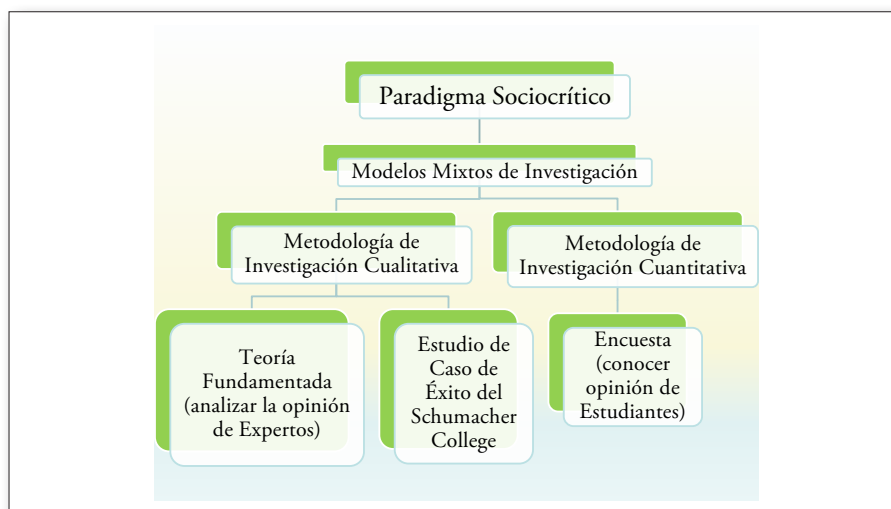 Paradigma Sociocrítico
Modelos Mixtos de Investigación
Metodología de
Investigación Cualitativa
Metodología de
Investigación Cuantitativa
Teoría
Fundamentada
(analizar la opinión
de Expertos)
Estudio de
Caso de
Éxito del
Schumacher
College
Encuesta
(conocer
opinión de
Estudiantes)